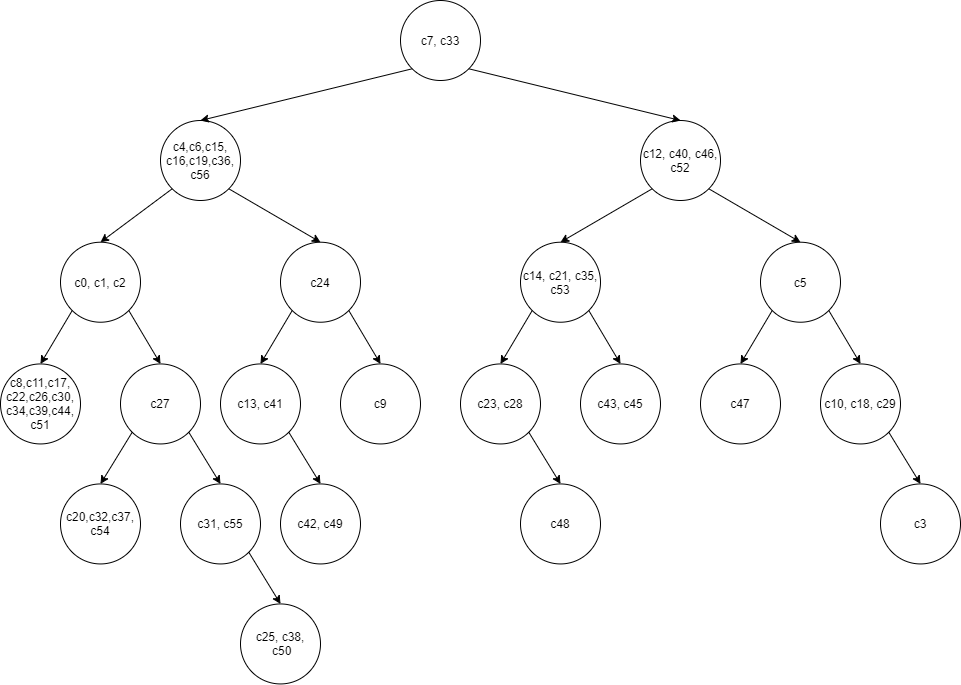 c7, c33
c4,c6,c15,
c16,c19,c36,
c56
c12, c40, c46,
c52
c0, c1, c2
c24
c14, c21, c35,
c53
c5
c8,c11,c17,
c22,c26,c30,
c34,c39,c44,
c51
c27
c13, c41
c9
c23, c28
c43, c45
c47
c10, c18, c29
c20,c32,c37,
c54
c31, c55
c42, c49
c48
c3
c25, c38,
c50